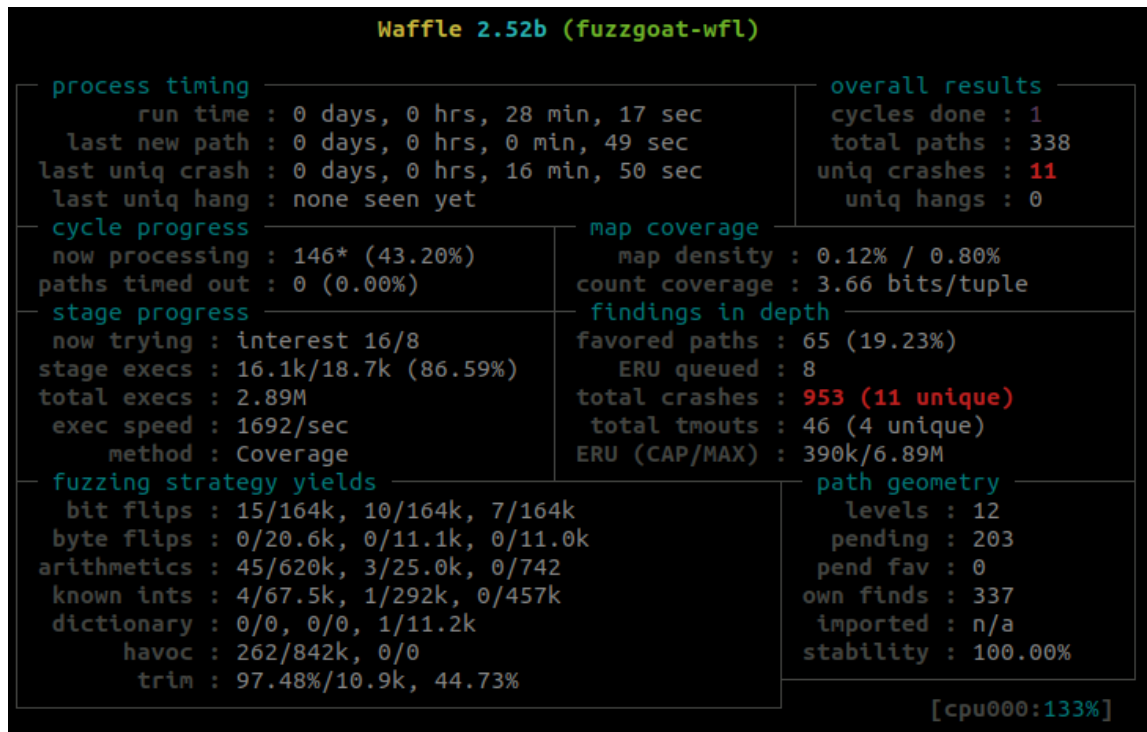 Waffle 2.52b (fuzzgoat-wfl)
process timing overall results
run time : 0 days, 0 hrs, 28 min, 17 sec cycles done : 1
last new path : 0 days, 0 hrs, 0 min, 49 sec total paths : 338
last uniq crash : 0 days, 0 hrs, 16 min, 50 sec uniq crashes : 11
last uniq hang : none seen yet uniq hangs : 0
cycle progress map coverage
now processing : 146* (43.20%) map density : 0.12% / 0.80%
paths timed out : 0 (0.00%) count coverage : 3.66 bits/tuple
stage progress findings in depth
now trying : interest 16/8 favored paths : 65 (19.23%)
stage execs : 16.1k/18.7k (86.59%) ERU queued : 8
total execs : 2.89M total crashes : 953 (11 unique)
exec speed : 1692/sec total tmouts : 46 (4 unique)
method : Coverage ERU (CAP/MAX) : 390k/6.89M
fuzzing strategy yields path geometry
bit flips : 15/164k, 10/164k, 7/164k levels : 12
byte flips : 0/20.6k, 0/11.1k, 0/11.0k pending : 203
arithmetics : 45/620k, 3/25.0k, 0/742 pend fav : 0
known ints : 4/67.5k, 1/292k, 0/457k own finds : 337
dictionary : 0/0, 0/0, 1/11.2k imported : n/a
havoc : 262/842k, 0/0 stability : 100.00%
trim : 97.48%/10.9k, 44.73%
[cpu000:133%]